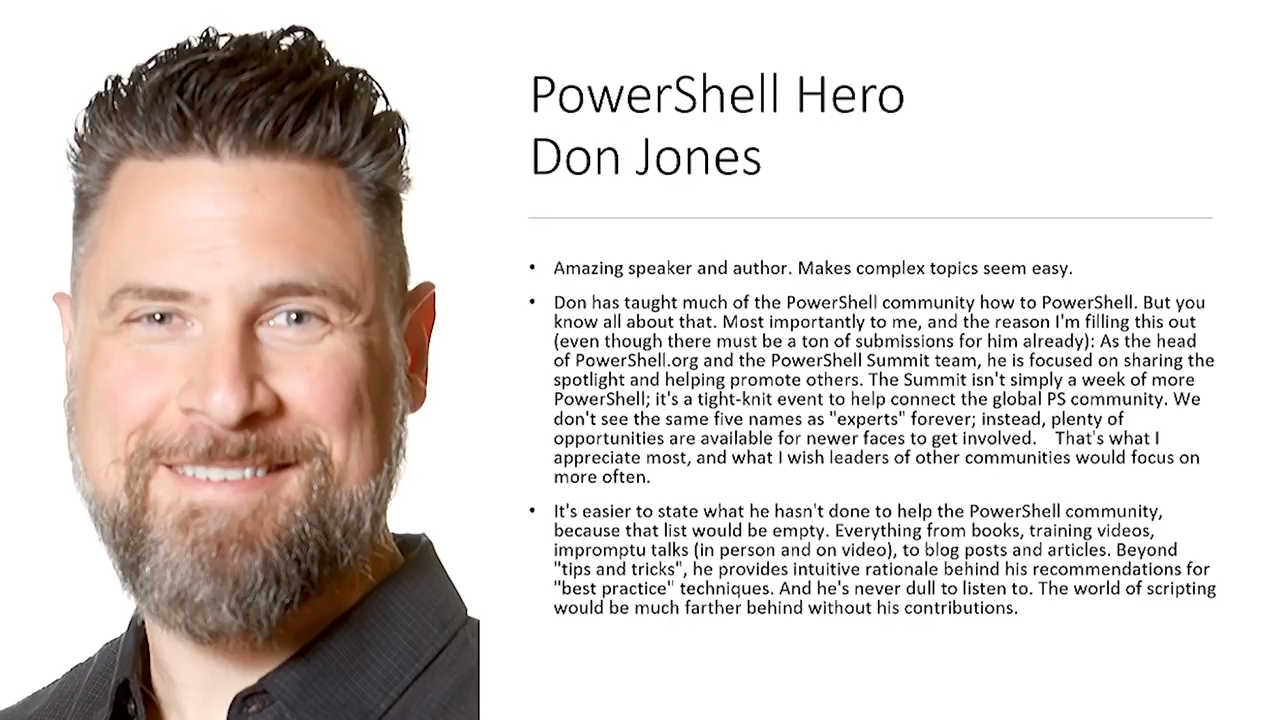 PowerShell Hero
Don Jones
• Amazing speaker and author. Makes complex topics seem easy.
• Don has taught much of the PowerShell community how to PowerShell. But you
know all about that. Most importantly to me, and the reason I'm filling this out
(even though there must be a ton of submissions for him already): As the head
of PowerShell.org and the PowerShell Summit team, he is focused on sharing the
spotlight and helping promote others. The Summit isn't simply a week of more
PowerShell; it's a tight-knit event to help connect the global PS community. We
don't see the same five names as "experts" forever; instead, plenty of
opportunities are available for newer faces to get involved.   That's what I
appreciate most, and what I wish leaders of other communities would focus on
more often.
• It's easier to state what he hasn't done to help the PowerShell community,
because that list would be empty. Everything from books, training videos,
impromptu talks (in person and on video), to blog posts and articles. Beyond
"tips and tricks", he provides intuitive rationale behind his recommendations for
"best practice" techniques. And he's never dull to listen to. The world of scripting
would be much farther behind without his contributions.